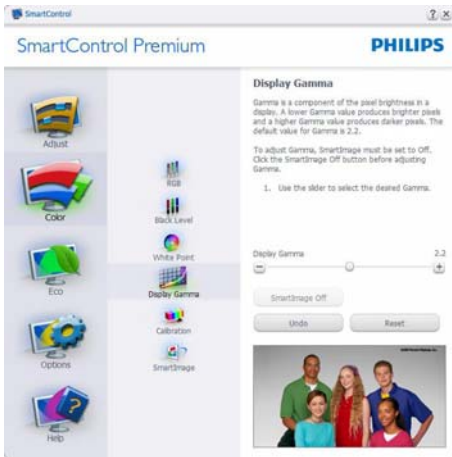 SmartControl
SmartControl Premium
PHILIPS
Adjust
Color
Eco
Options
Help
RGB
Black Level
White Point
Display Gamma
Calibration
SmartImage
Display Gamma
Gamma is a component of the pixel brightness in a
display. A lower Gamma value produces brighter pixels
and a higher Gamma value produces darker pixels. The
default value for Gamma is 2.2.
To adjust Gamma, SmartImage must be set to Off.
Click the SmartImage Off button before adjusting
Gamma.
1. Use the slider to select the desired Gamma.
Display Gamma 2.2
SmartImage Off
Undo Reset